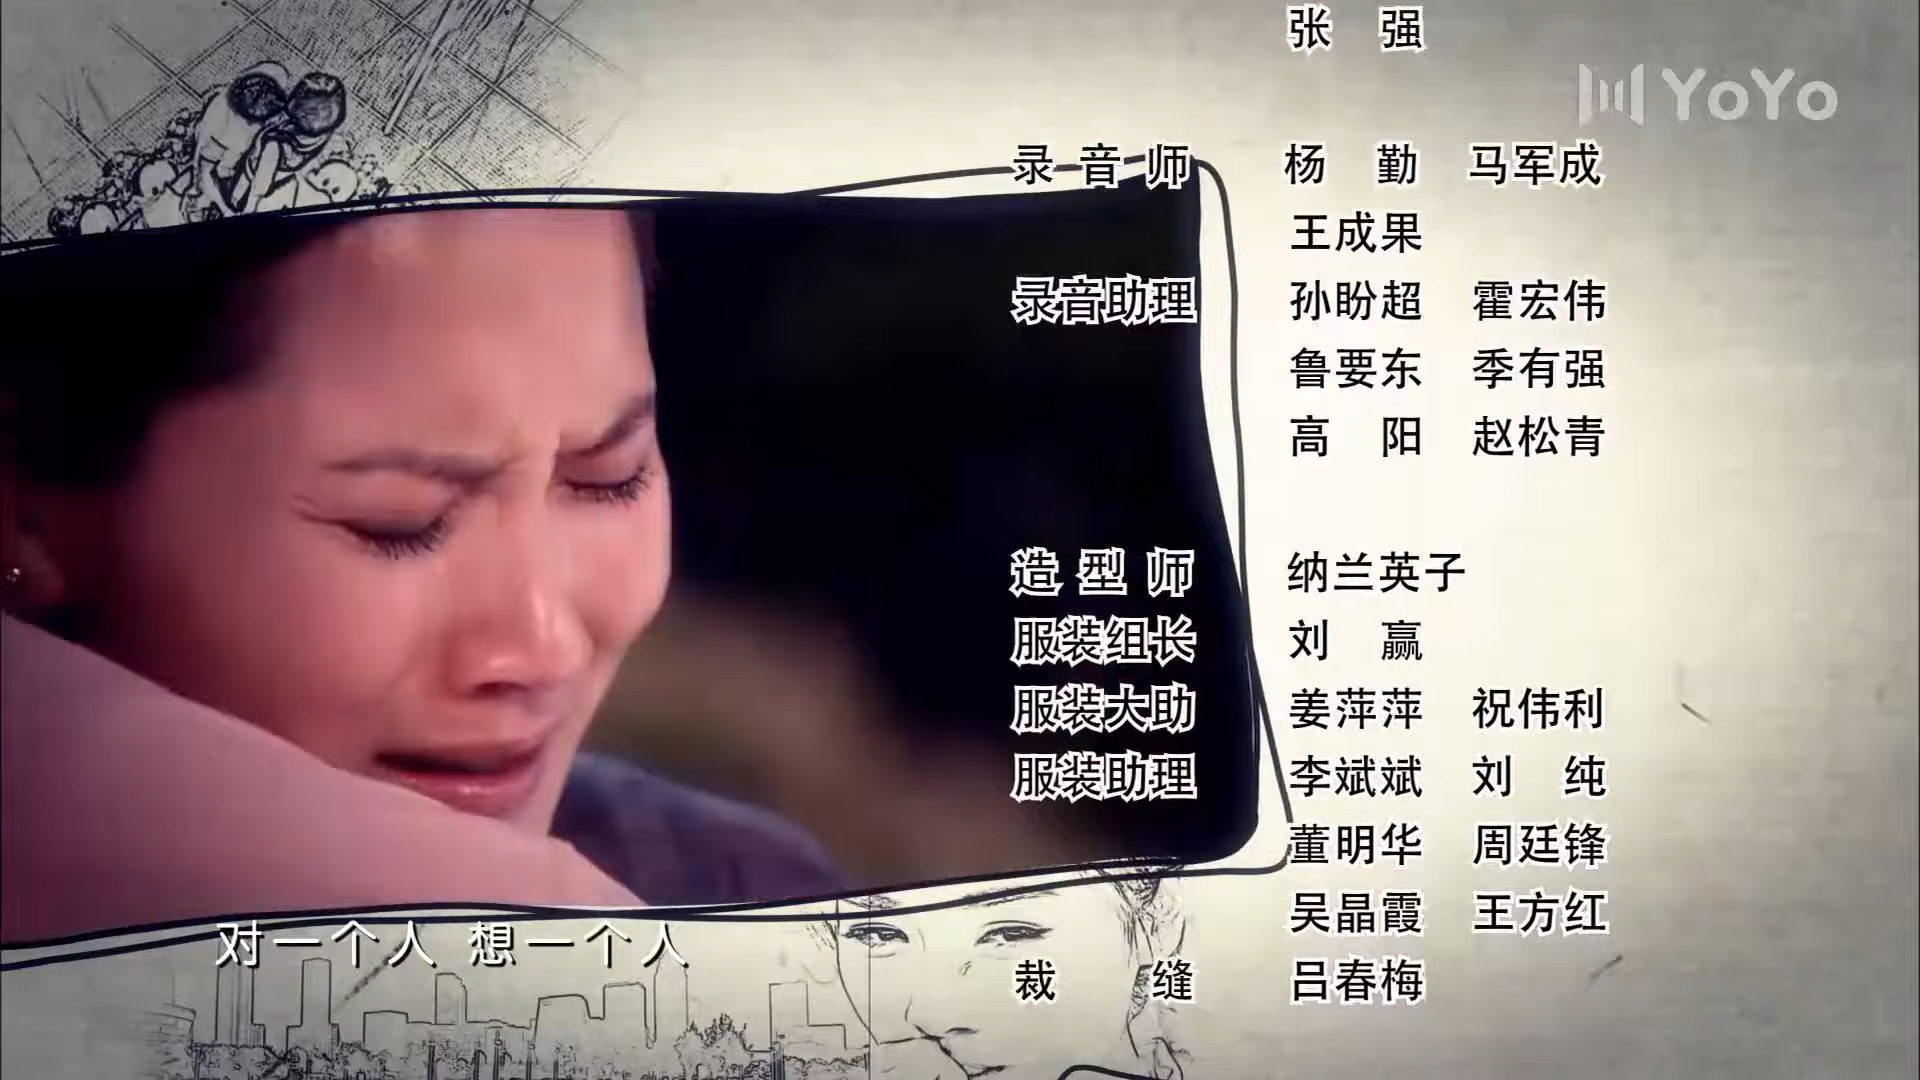 张 强
YoYo
录音师 杨 勤 马军成
王成果
录音助理 孙盼超 霍宏伟
鲁要东 季有强
高 阳 赵松青
造型师 纳兰英子
服装组长 刘 赢
服装大助 姜萍萍 祝伟利
服装助理 李斌斌 刘 纯
董明华 周廷锋
吴晶霞 王方红
对一个人 想一个人
裁 缝 吕春梅